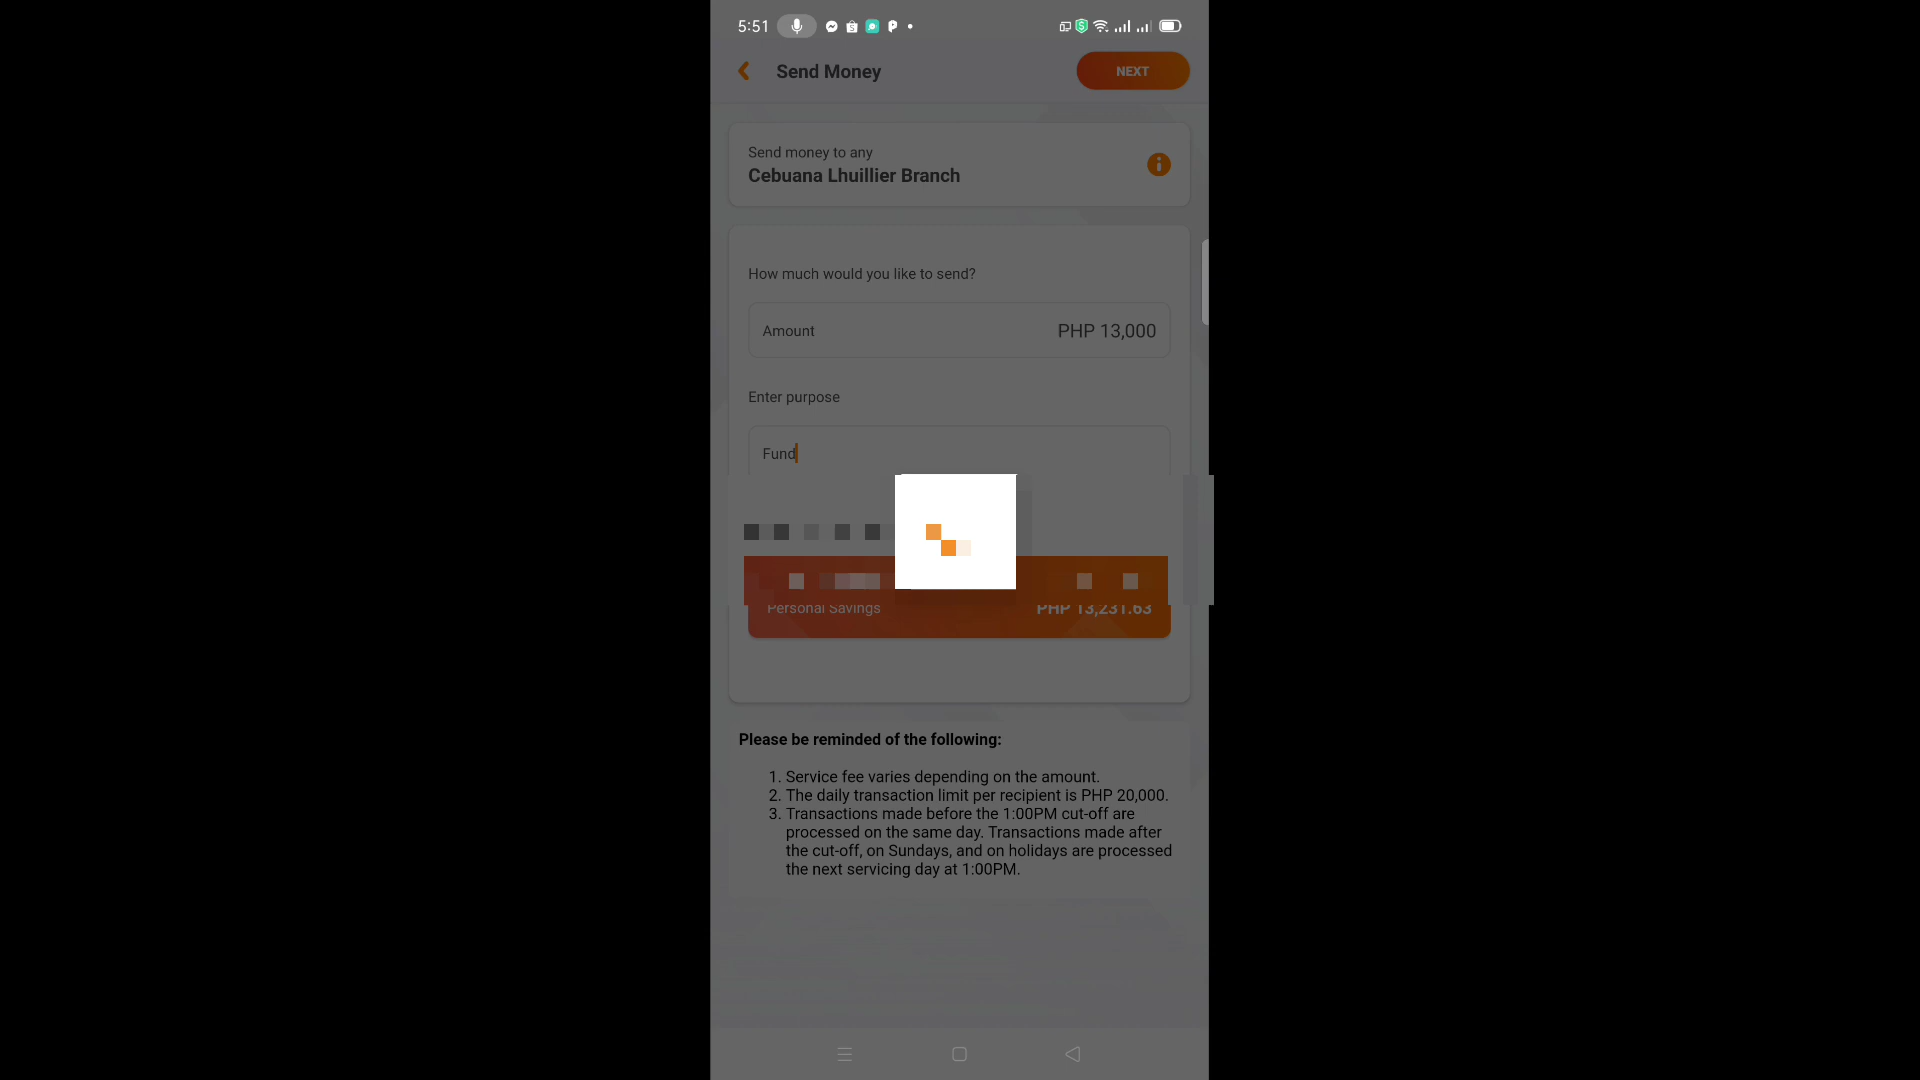 5:51
Send Money
NEXT
Send money to any
Cebuana Lhuillier Branch
How much would you like to send?
Amount PHP 13,000
Enter purpose
Fund
Personal Savings PHP 13,231.63
Please be reminded of the following:
1. Service fee varies depending on the amount.
2. The daily transaction limit per recipient is PHP 20,000.
3. Transactions made before the 1:00PM cut-off are
processed on the same day. Transactions made after
the cut-off, on Sundays, and on holidays are processed
the next servicing day at 1:00PM.